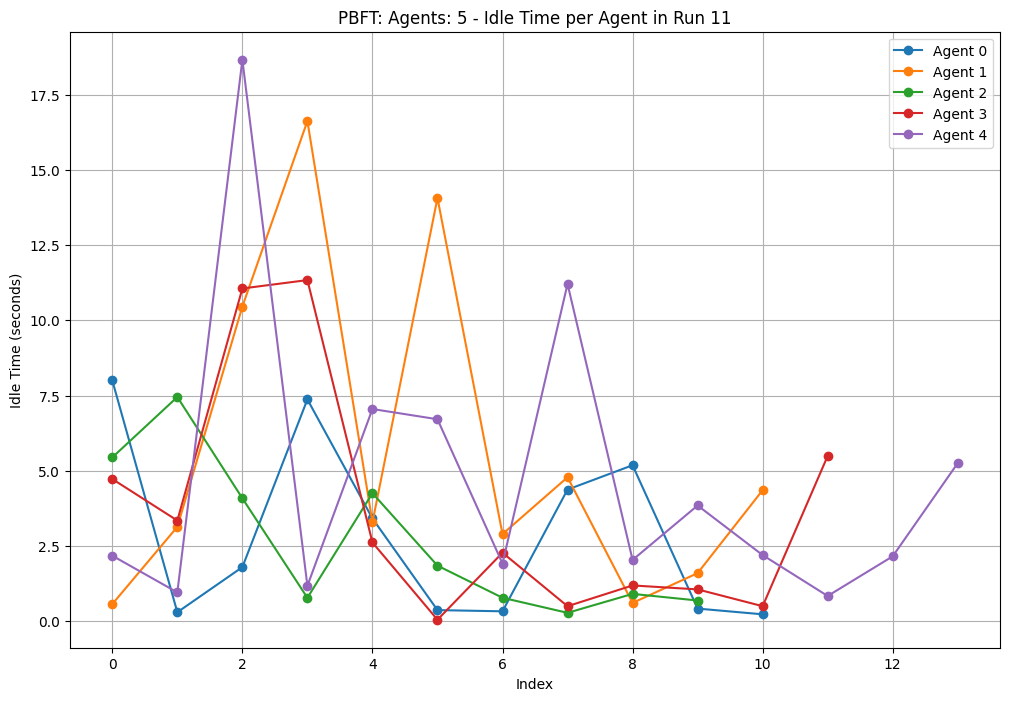 PBFT: Agents: 5 - Idle Time per Agent in Run 11
Agent 0
Agent 1
Agent 2
Agent 3
Agent 4
17.5
15.0
12.5
10.0
7.5
5.0
2.5
0.0
Idle Time (seconds)
0 2 4 6 8 10 12
Index